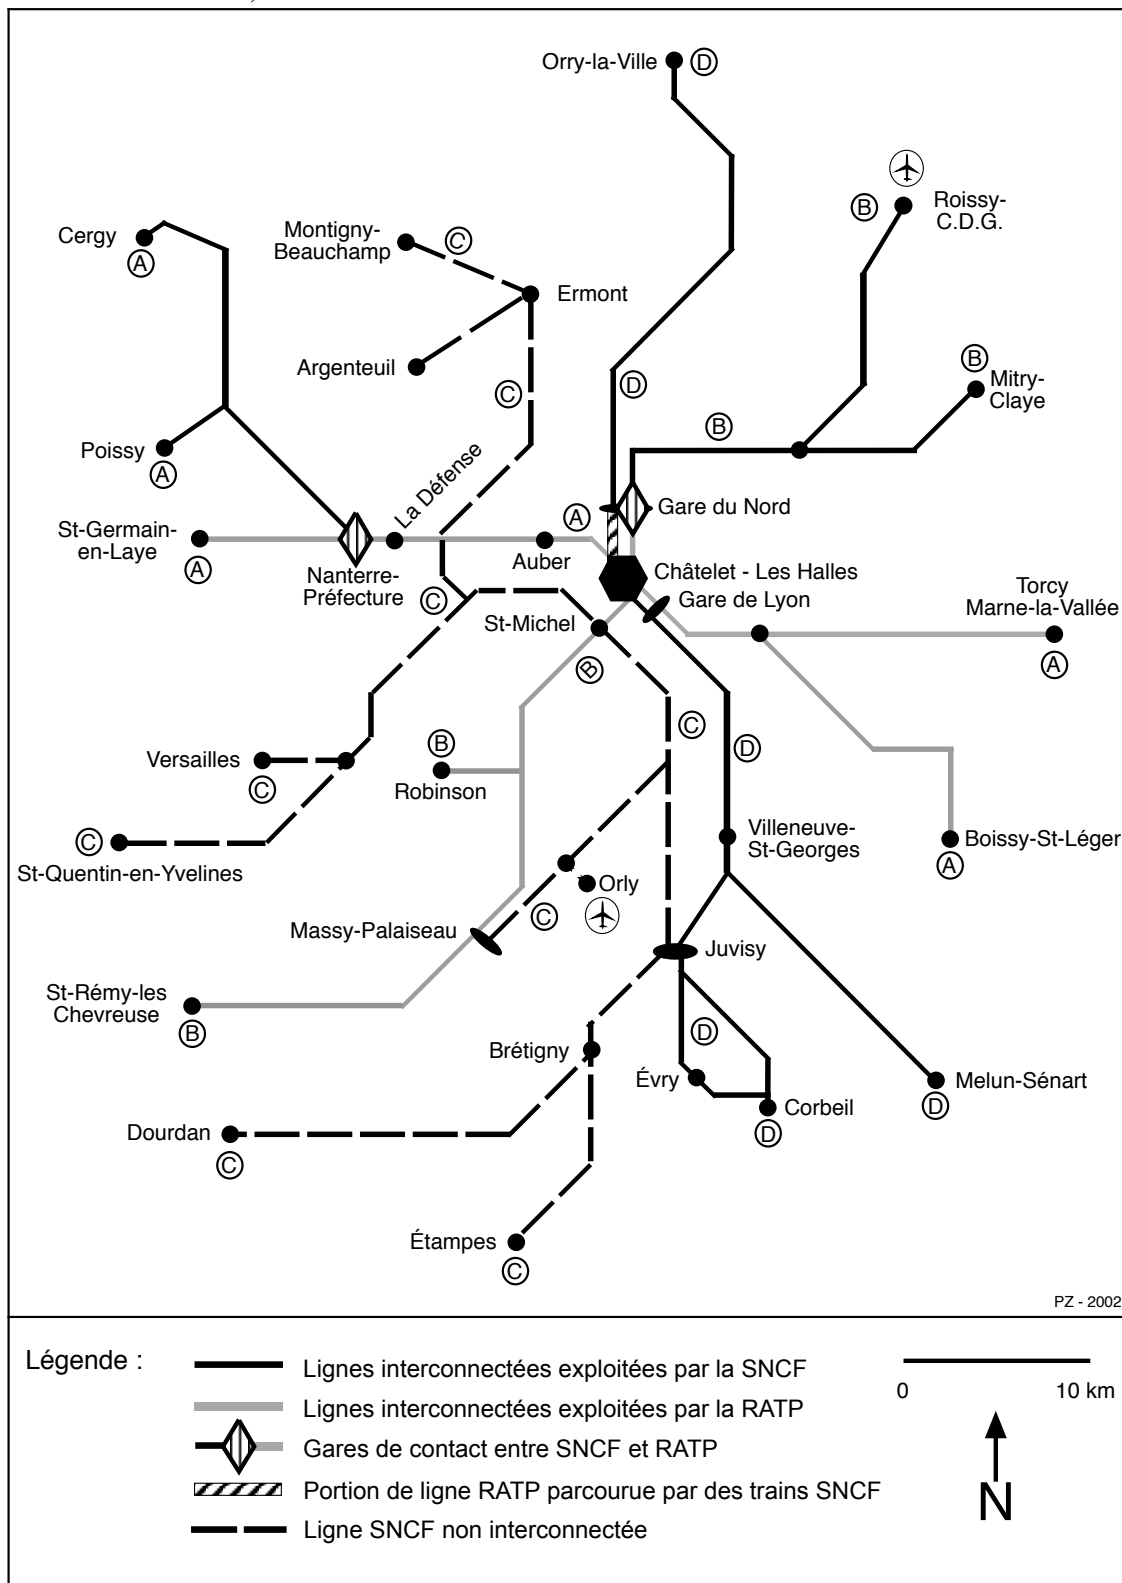 Orry-la-Ville
D
B
Roissy-
C.D.G.
Cergy
A
Montigny-
Beauchamp
C
Ermont
Argenteuil
C
D
B
Mitry-
Claye
B
Poissy
A
La Défense
Gare du Nord
St-Germain-
en-Laye
A
A
Auber
Nanterre-
Préfecture
C
Châtelet - Les Halles
Gare de Lyon
Torcy
Marne-la-Vallée
A
St-Michel
B
C
D
Versailles
C
B
Robinson
C
St-Quentin-en-Yvelines
Villeneuve-
St-Georges
Boissy-St-Léger
A
Orly
C
Massy-Palaiseau
Juvisy
St-Rémy-les
Chevreuse
B
D
Brétigny
Évry
Corbeil
D
Melun-Sénart
D
Dourdan
C
Étampes
C
PZ - 2002
Légende :
Lignes interconnectées exploitées par la SNCF
Lignes interconnectées exploitées par la RATP
Gares de contact entre SNCF et RATP
Portion de ligne RATP parcourue par des trains SNCF
Ligne SNCF non interconnectée
0 10 km
N